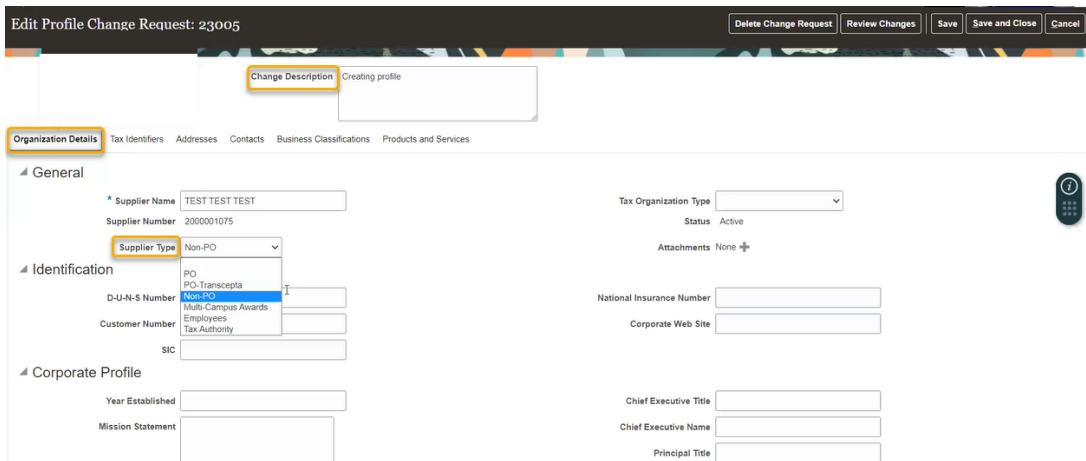 Edit Profile Change Request: 23005 Delete Change Request Review Changes Save Save and Close Cancel
Change Description Creating profile
Organization Details Tax Identifiers Addresses Contacts Business Classifications Products and Services
General
* Supplier Name TEST TEST TEST Tax Organization Type
Supplier Number 2000001075 Status Active
Supplier Type Non-PO Attachments None
Identification
PO
PO-Transcepta
D-U-N-S Number Non-PO National Insurance Number
Multi-Campus Awards
Customer Number Employees Corporate Web Site
Tax Authority
SIC
Corporate Profile
Year Established Chief Executive Title
Mission Statement Chief Executive Name
Principal Title